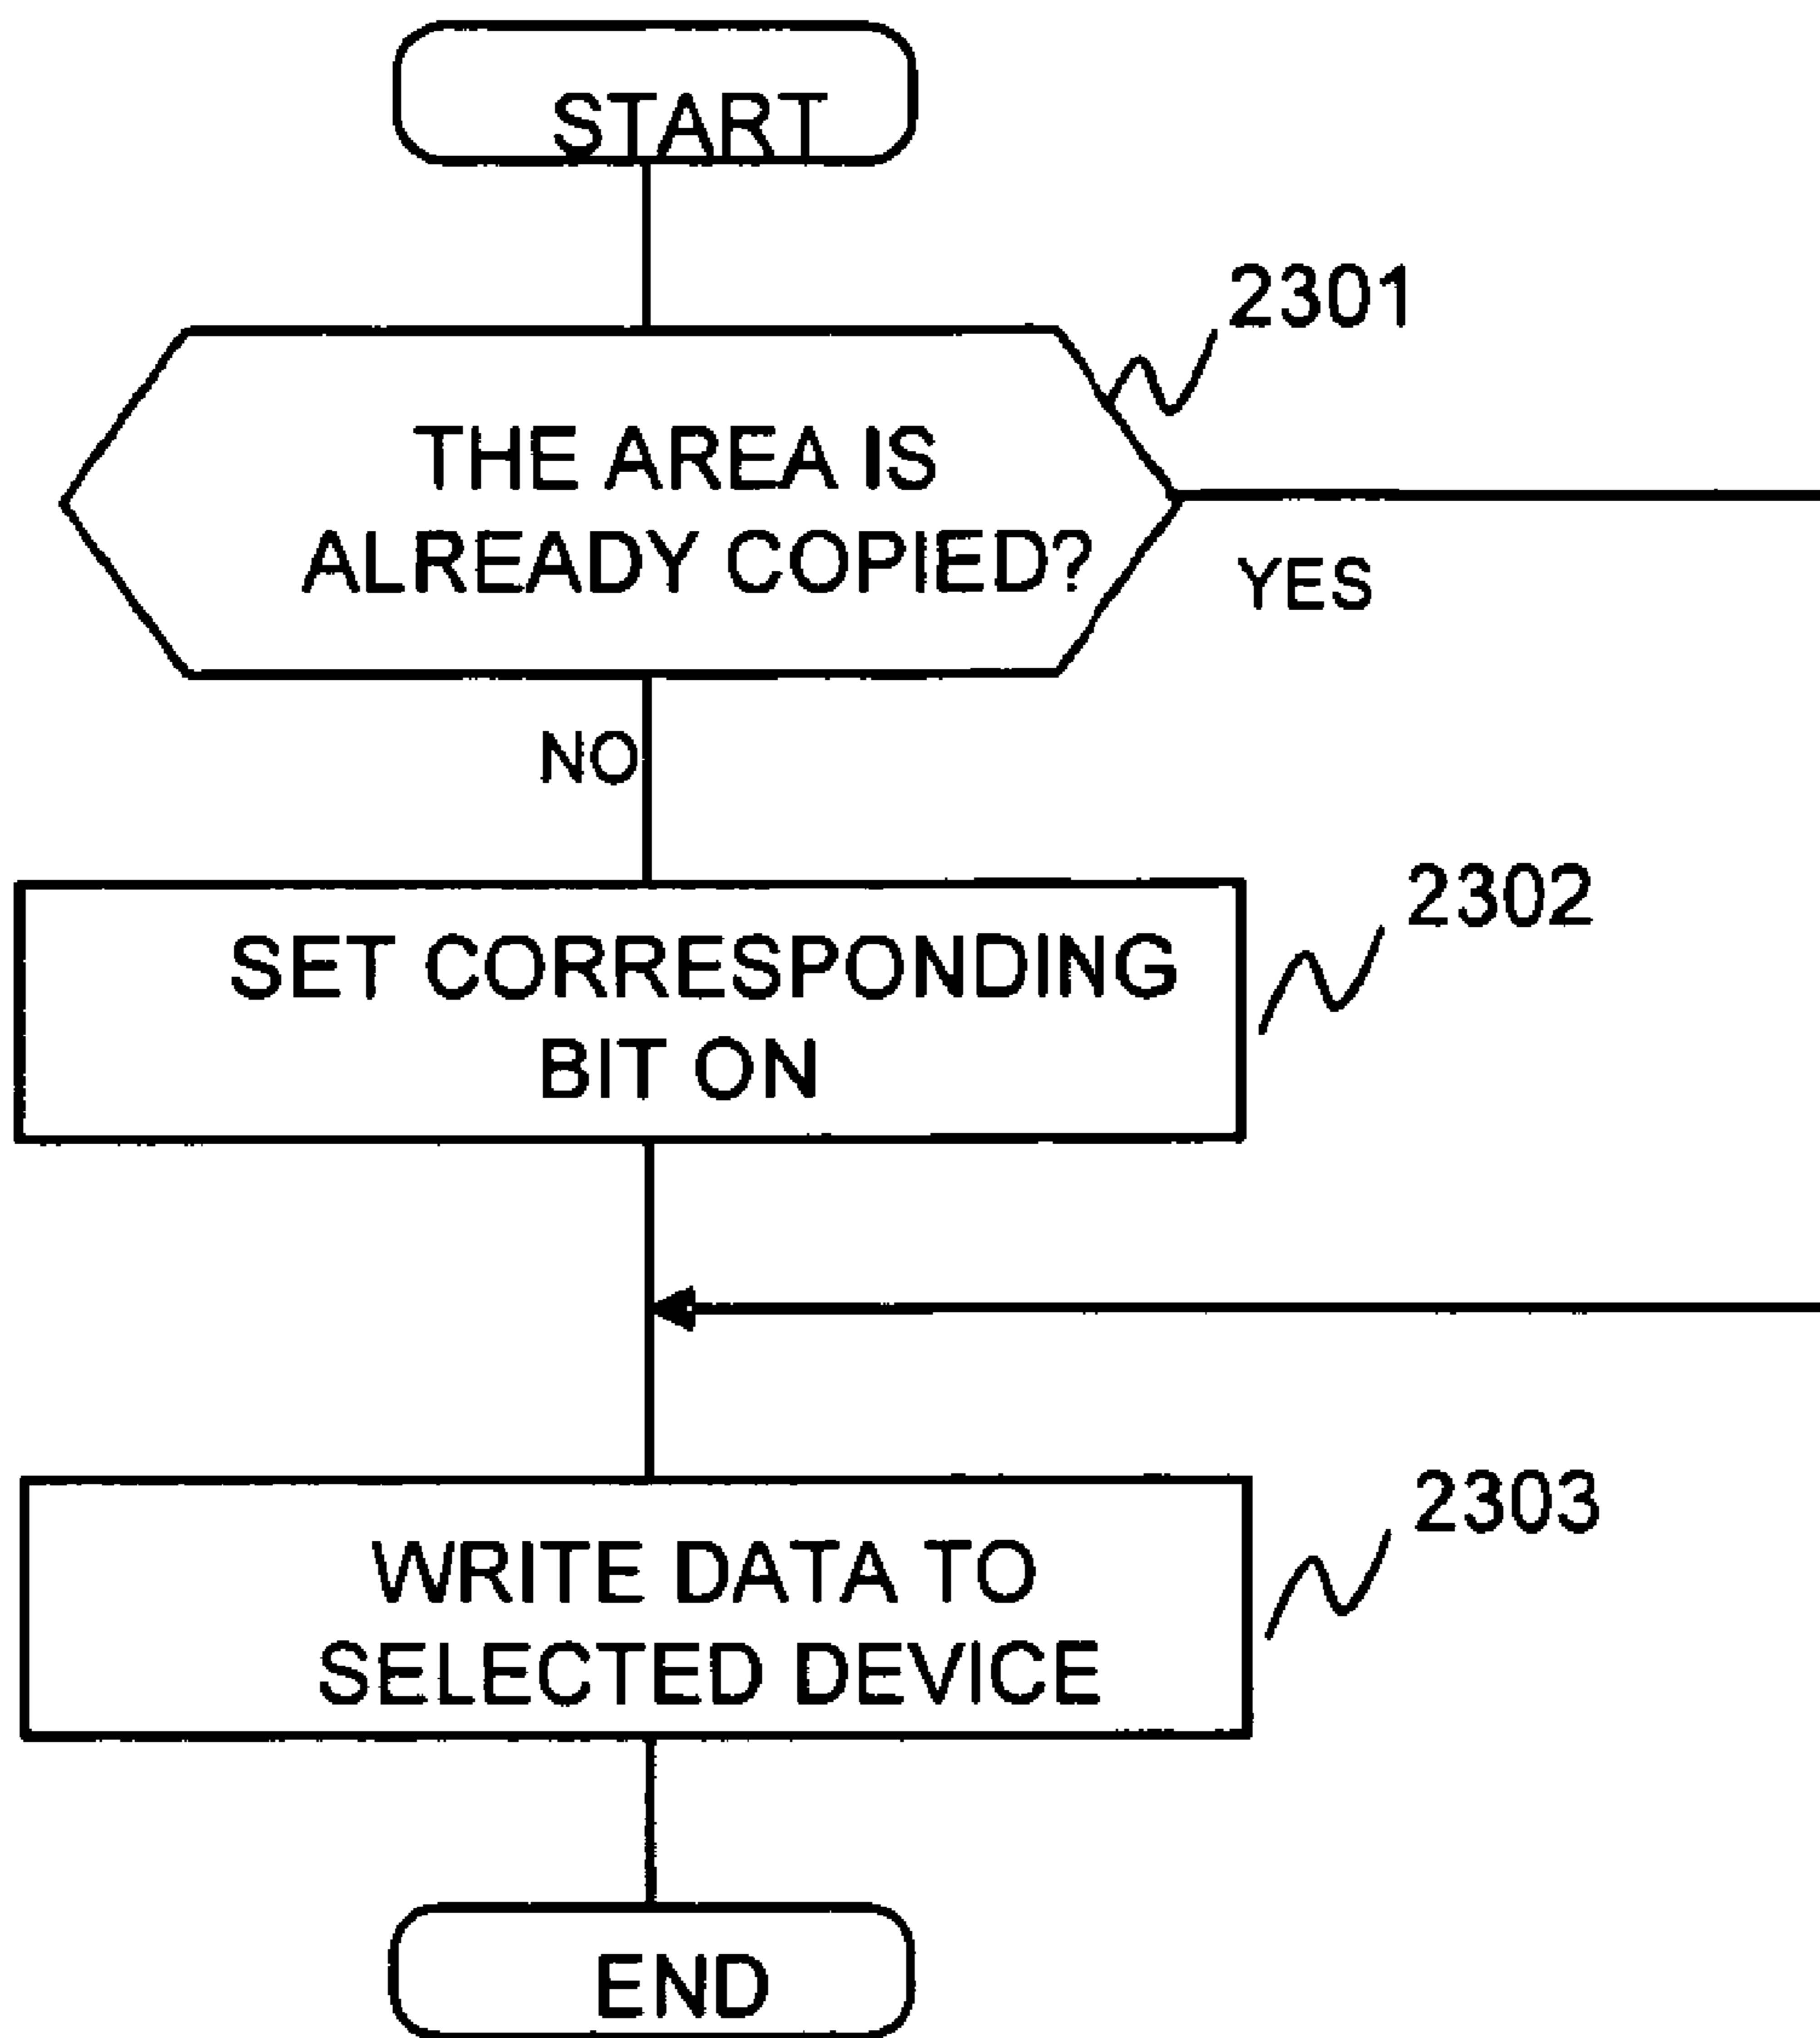 START
2301
THE AREA IS
ALREADY COPIED?
YES
NO
2302
SET CORRESPONDING
BIT ON
2303
WRITE DATA TO
SELECTED DEVICE
END